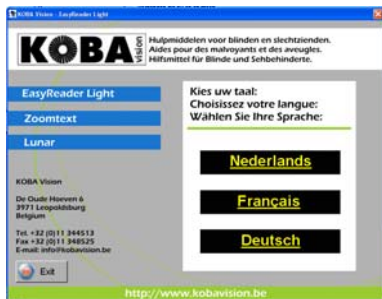 KOBA Vision - EasyReader Light
KOBA vision
Hulpmiddelen voor blinden en slechtzienden.
Aides pour des malvoyants et des aveugles.
Hilfsmittel für Blinde und Sehbehinderte.
EasyReader Light
Zoomtext
Lunar
Kies uw taal:
Choisissez votre langue:
Wählen Sie Ihre Sprache:
Nederlands
Français
Deutsch
KOBA Vision
De Oude Hoeven 6
3971 Leopoldsburg
Belgium
Tel. +32 (0)11 344513
Fax +32 (0)11 348525
E-mail: info@kobavision.be
Exit
http://www.kobavision.be